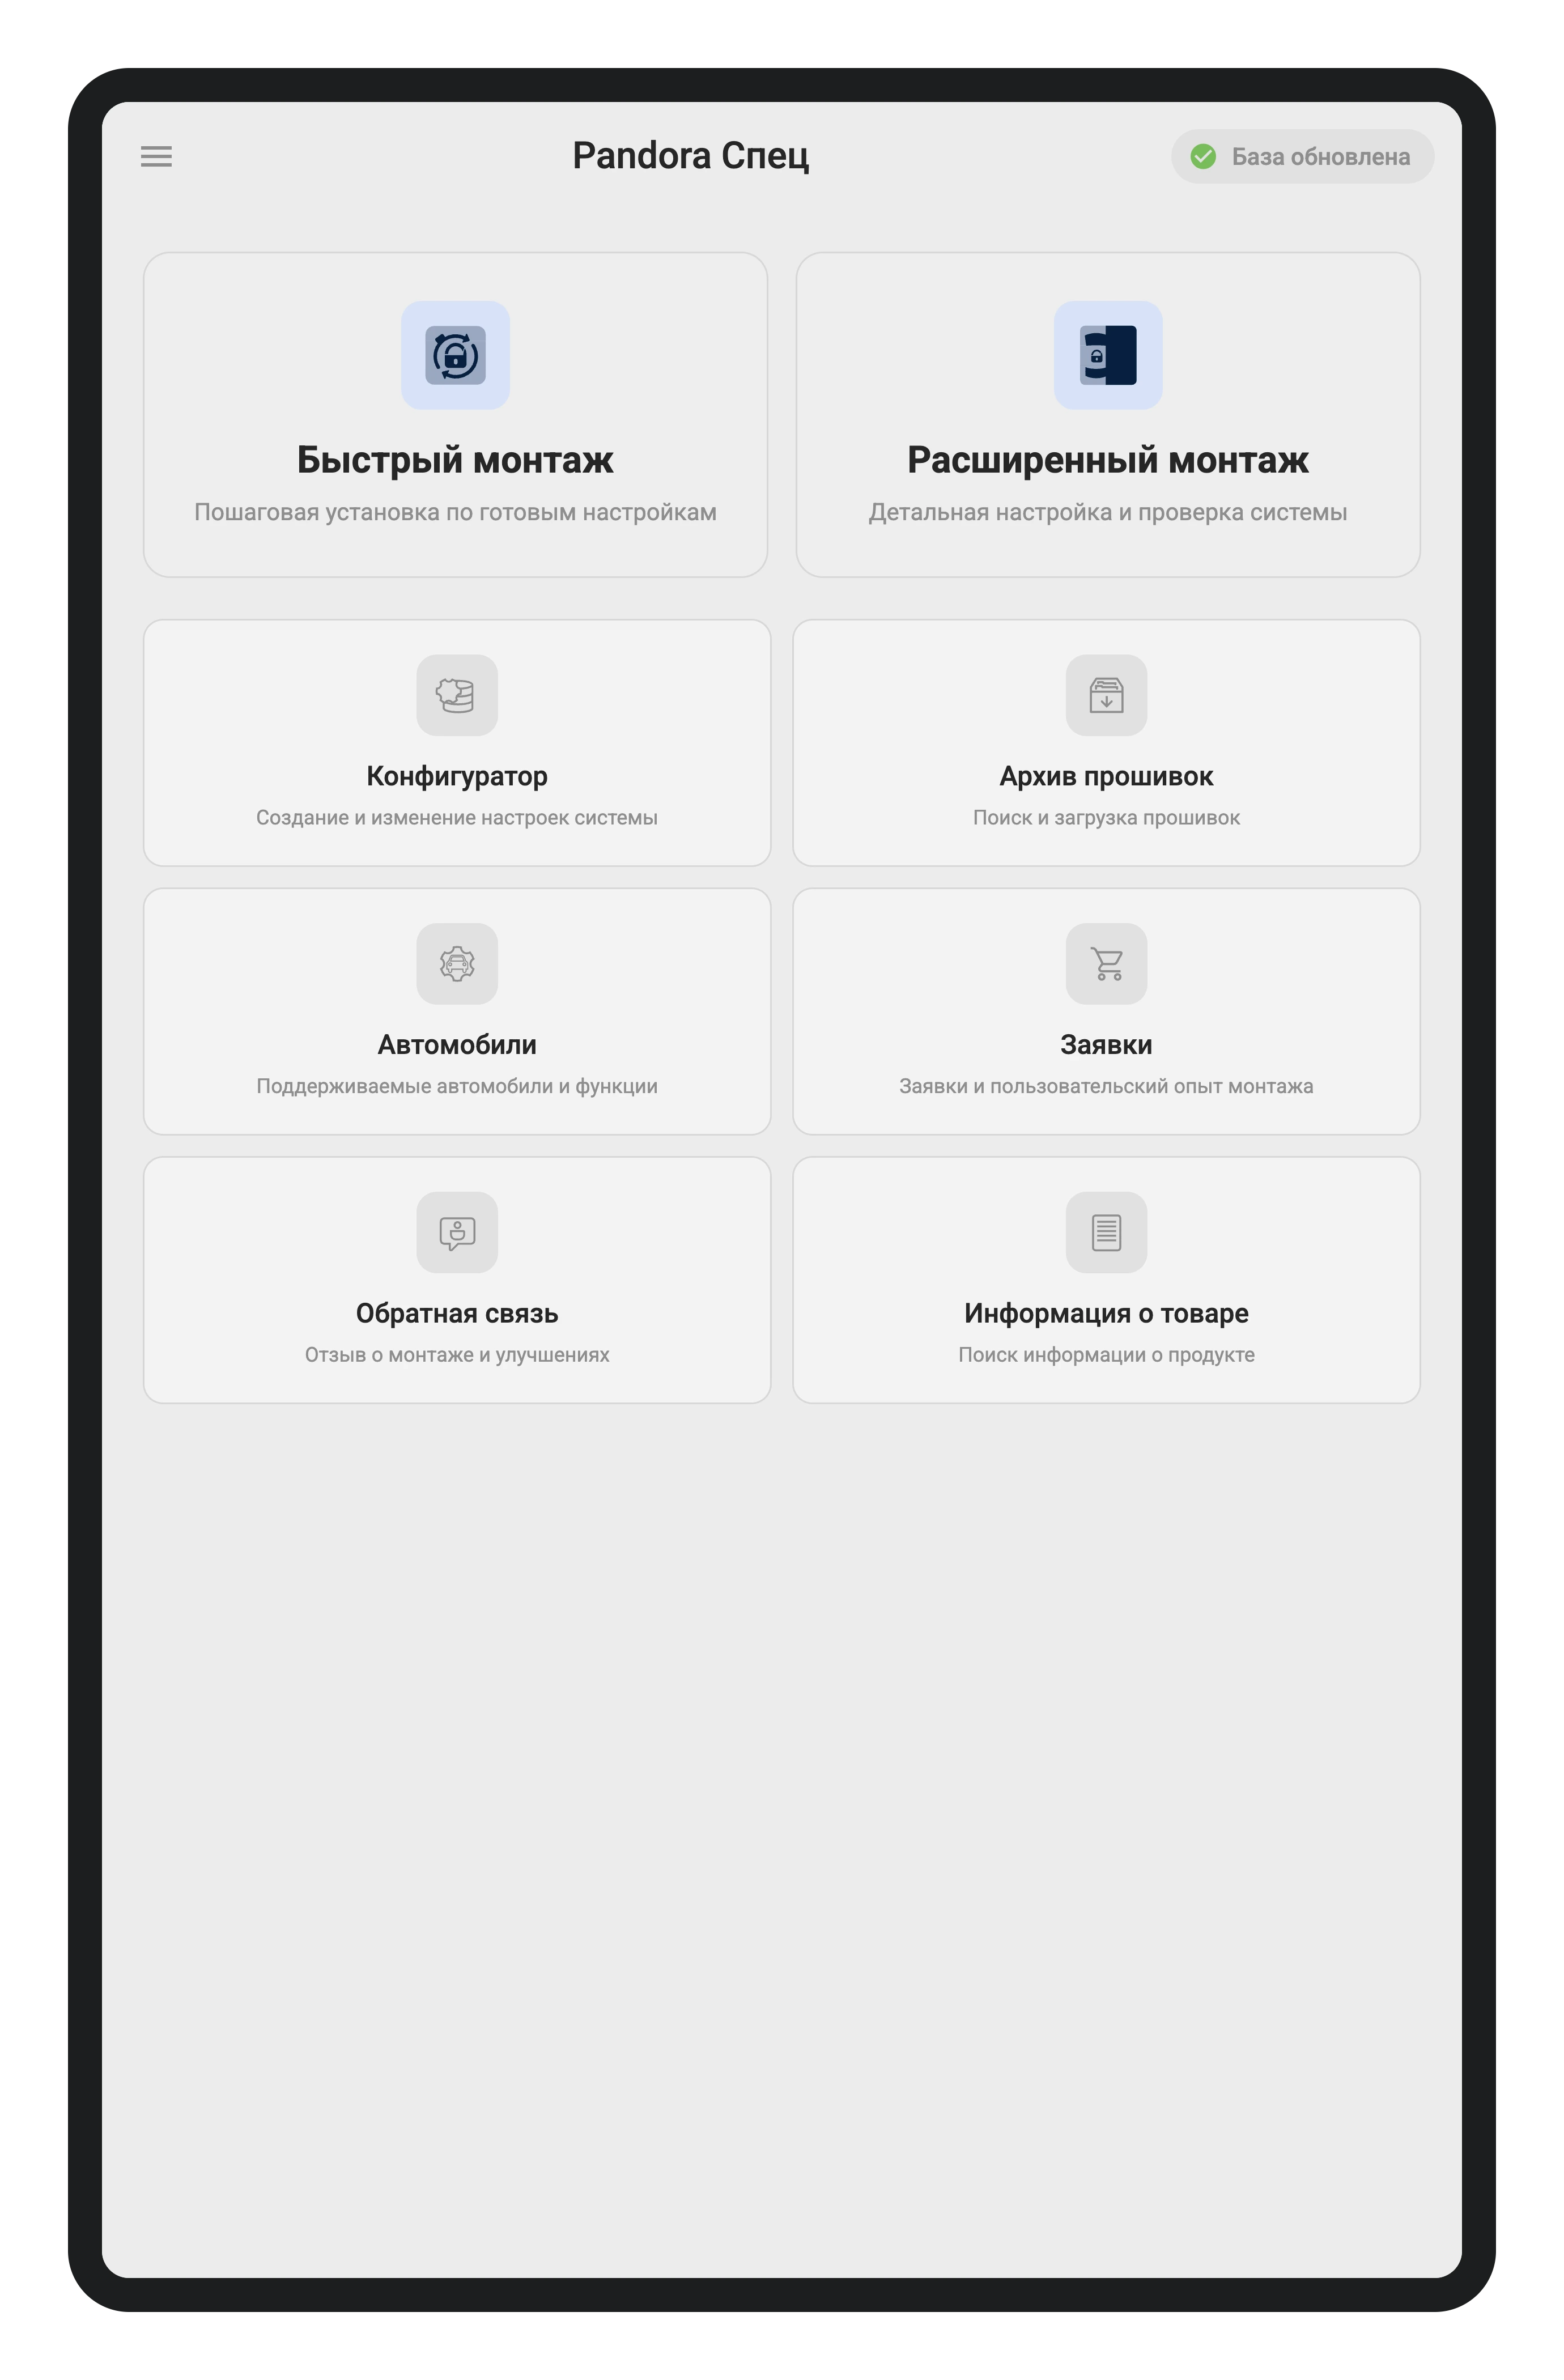 Pandora Спец
База обновлена
Быстрый монтаж
Пошаговая установка по готовым настройкам
Расширенный монтаж
Детальная настройка и проверка системы
Конфигуратор
Создание и изменение настроек системы
Архив прошивок
Поиск и загрузка прошивок
Автомобили
Поддерживаемые автомобили и функции
Заявки
Заявки и пользовательский опыт монтажа
Обратная связь
Отзыв о монтаже и улучшениях
Информация о товаре
Поиск информации о продукте